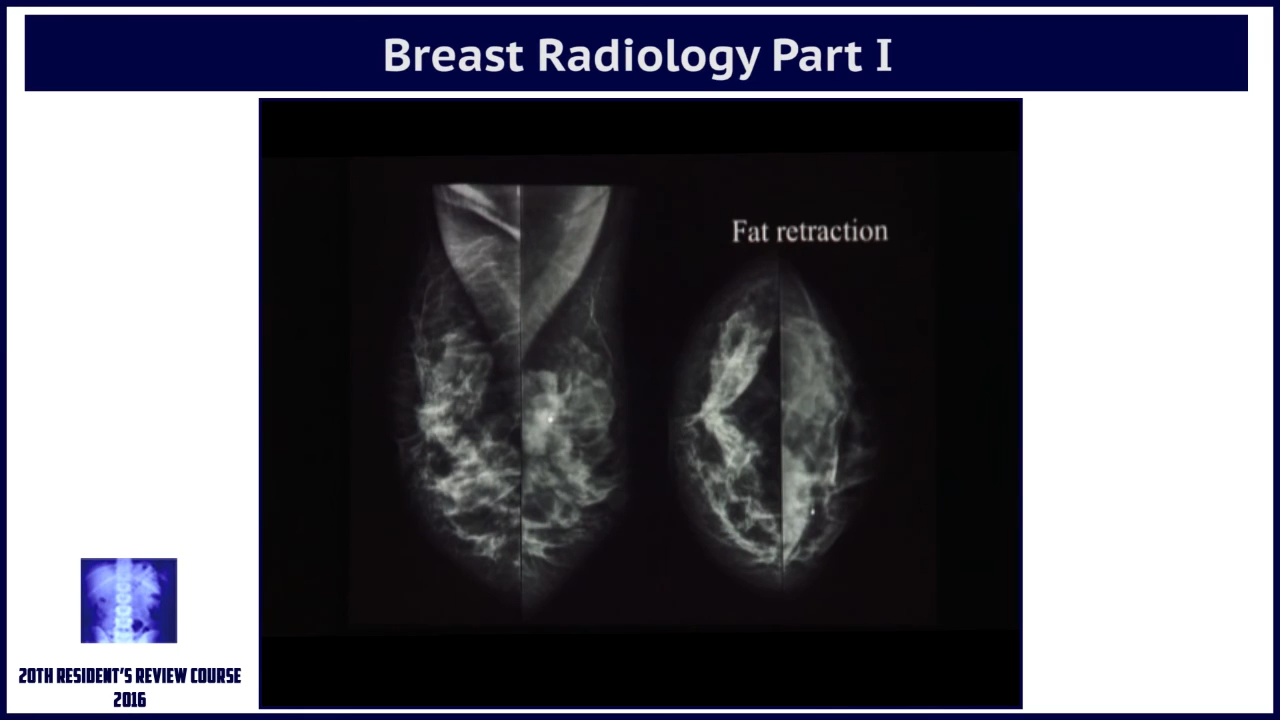 Breast Radiology Part I
Fat retraction
20TH RESIDENT'S REVIEW COURSE
2016